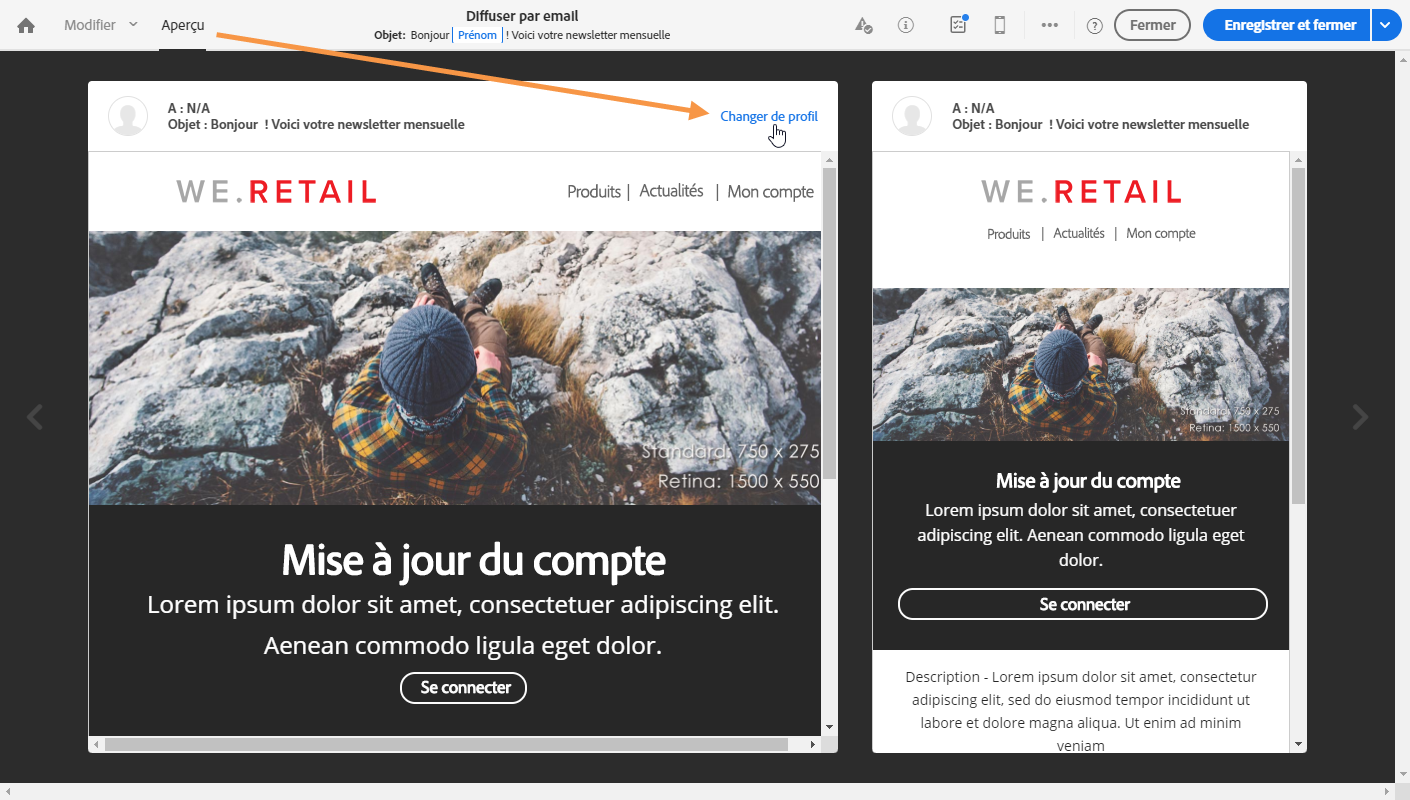 Modifier
Aperçu
Diffuser par email
Objet: Bonjour Prénom ! Voici votre newsletter mensuelle
Fermer
Enregistrer et fermer
A : N/A
Objet : Bonjour ! Voici votre newsletter mensuelle
Changer de profil
WE.RETAIL
Produits | Actualités | Mon compte
Standard: 750 x 275
Retina: 1500 x 550
Mise à jour du compte
Lorem ipsum dolor sit amet, consectetuer adipiscing elit.
Aenean commodo ligula eget dolor.
Se connecter
A : N/A
Objet : Bonjour ! Voici votre newsletter mensuelle
WE.RETAIL
Produits | Actualités | Mon compte
Standard: 750 x 275
Retina: 1500 x 550
Mise à jour du compte
Lorem ipsum dolor sit amet, consectetuer
adipiscing elit. Aenean commodo ligula eget
dolor.
Se connecter
Description - Lorem ipsum dolor sit amet, consectetur
adipiscing elit, sed do eiusmod tempor incididunt ut
labore et dolore magna aliqua. Ut enim ad minim
veniam